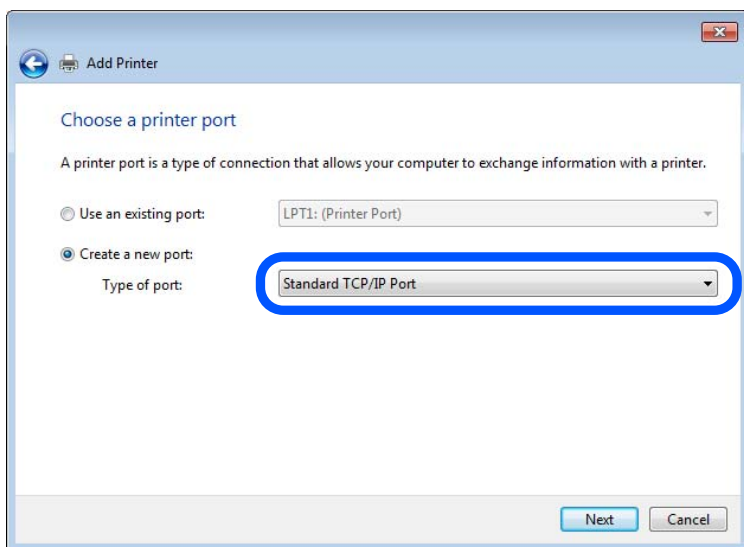 Add Printer
Choose a printer port
A printer port is a type of connection that allows your computer to exchange information with a printer.
Use an existing port:
LPT1: (Printer Port)
Create a new port:
Type of port:
Standard TCP/IP Port
Next
Cancel